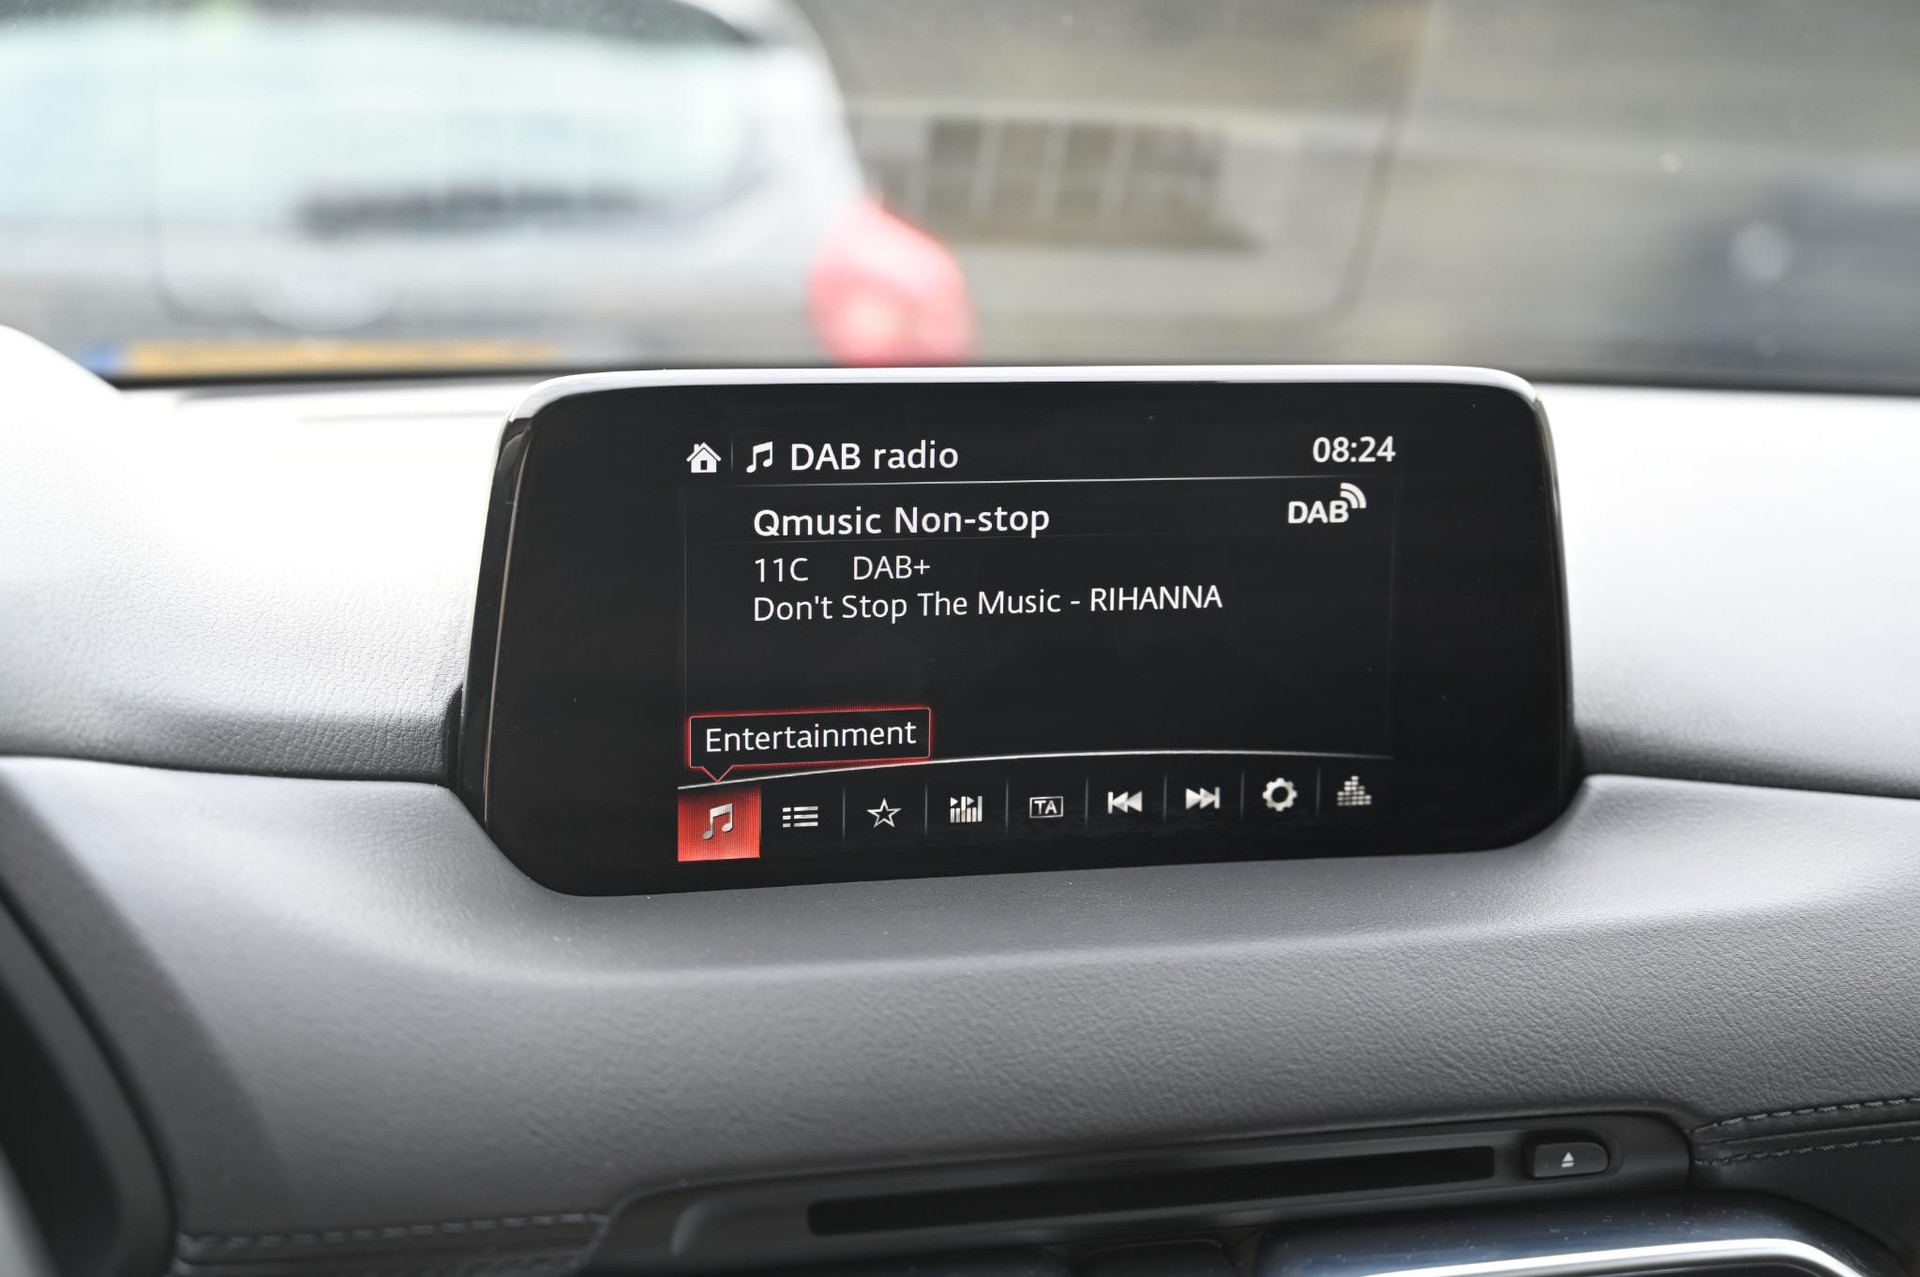 DAB radio 08:24
Qmusic Non-stop DAB
11C DAB+
Don't Stop The Music - RIHANNA
Entertainment
TA